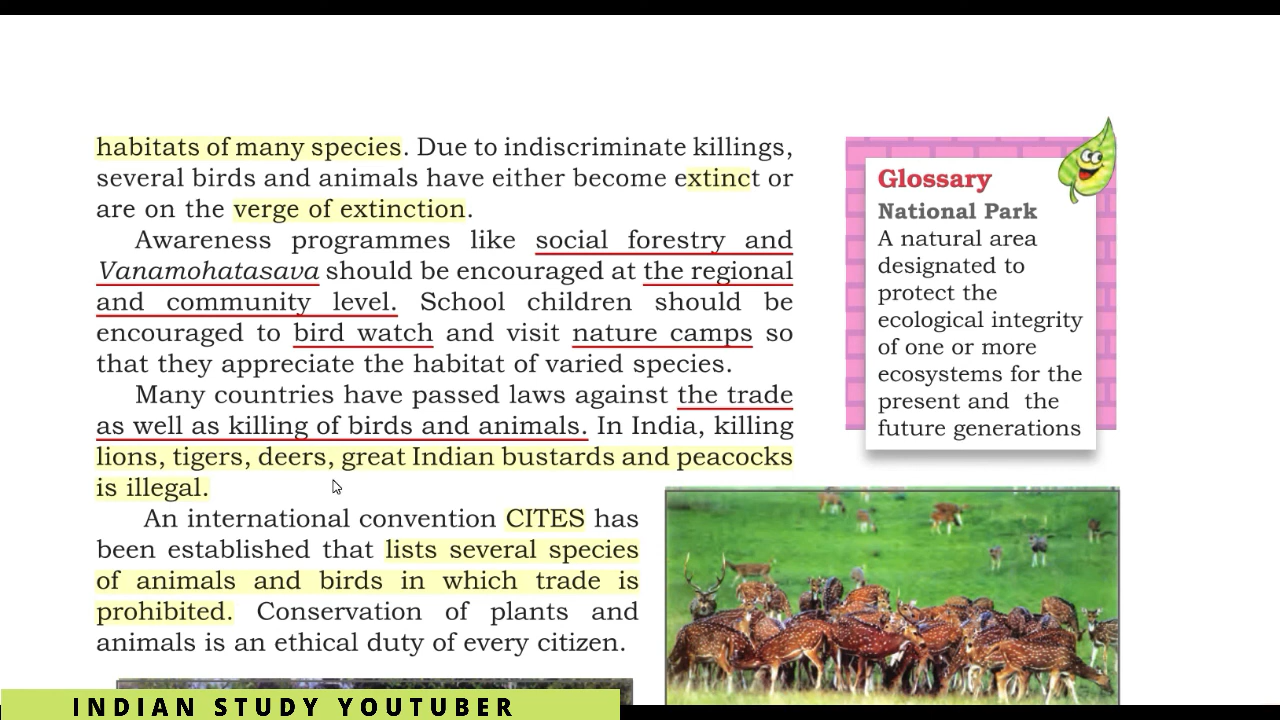 habitats of many species. Due to indiscriminate killings,
several birds and animals have either become extinct or
are on the verge of extinction.
Awareness programmes like social forestry and
Vanamohatasava should be encouraged at the regional
and community level. School children should be
encouraged to bird watch and visit nature camps so
that they appreciate the habitat of varied species.
Many countries have passed laws against the trade
as well as killing of birds and animals. In India, killing
lions, tigers, deers, great Indian bustards and peacocks
is illegal.
An international convention CITES has
been established that lists several species
of animals and birds in which trade is
prohibited. Conservation of plants and
animals is an ethical duty of every citizen.
Glossary
National Park
A natural area
designated to
protect the
ecological integrity
of one or more
ecosystems for the
present and the
future generations
INDIAN STUDY YOUTUBER